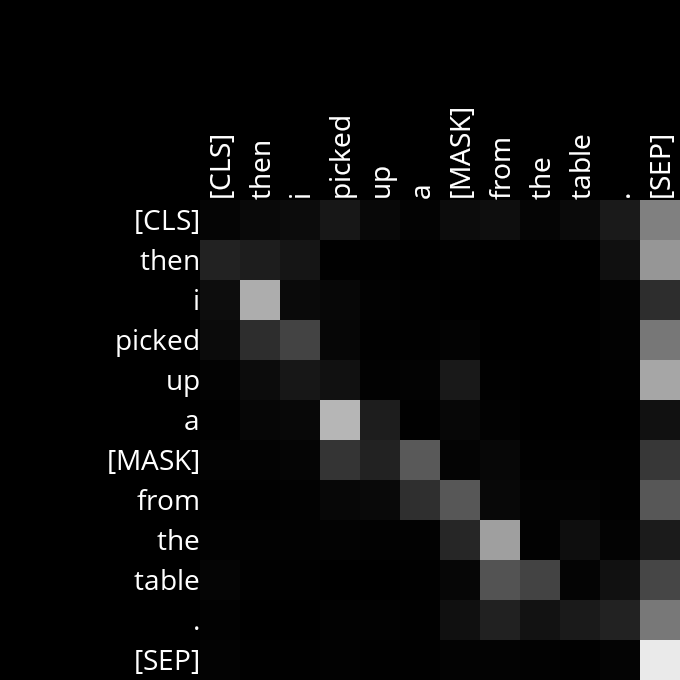 [CLS] then i picked up a [MASK] from the table . [SEP]
[CLS]
then
i
picked
up
a
[MASK]
from
the
table
.
[SEP]